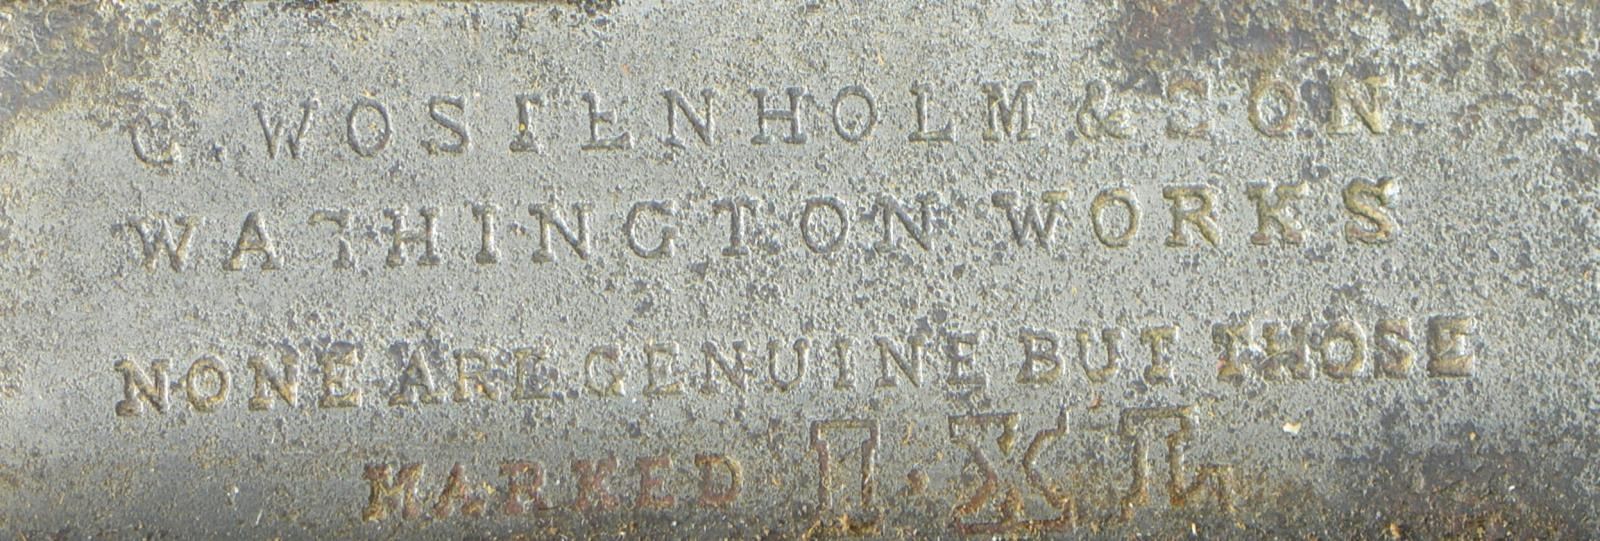 G. WOSTENHOLM & SON
WASHINGTON WORKS
NONE ARE GENUINE BUT THOSE
MARKED I·XL